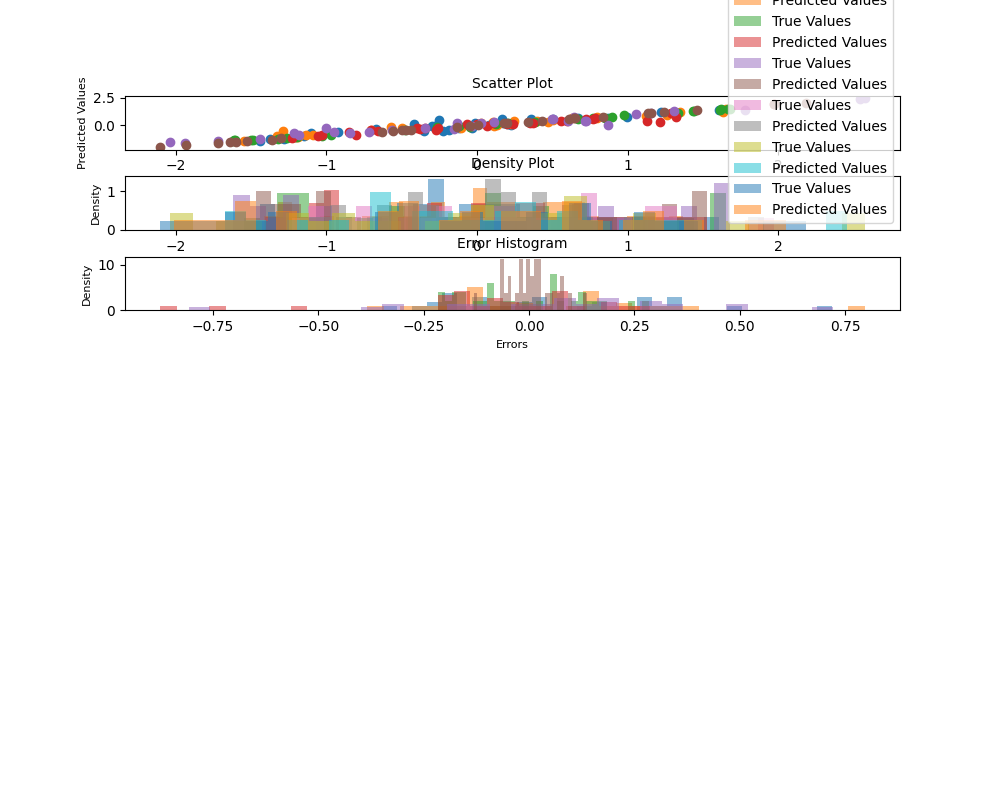 Predicted Values
True Values
Predicted Values
True Values
Predicted Values
True Values
Predicted Values
True Values
Predicted Values
True Values
Predicted Values
Scatter Plot
Predicted Values
2.5
0.0
−2
−1
0
1
2
Density Plot
Density
1
0
−2
−1
0
1
2
Error Histogram
Density
10
0
−0.75
−0.50
−0.25
0.00
0.25
0.50
0.75
Errors